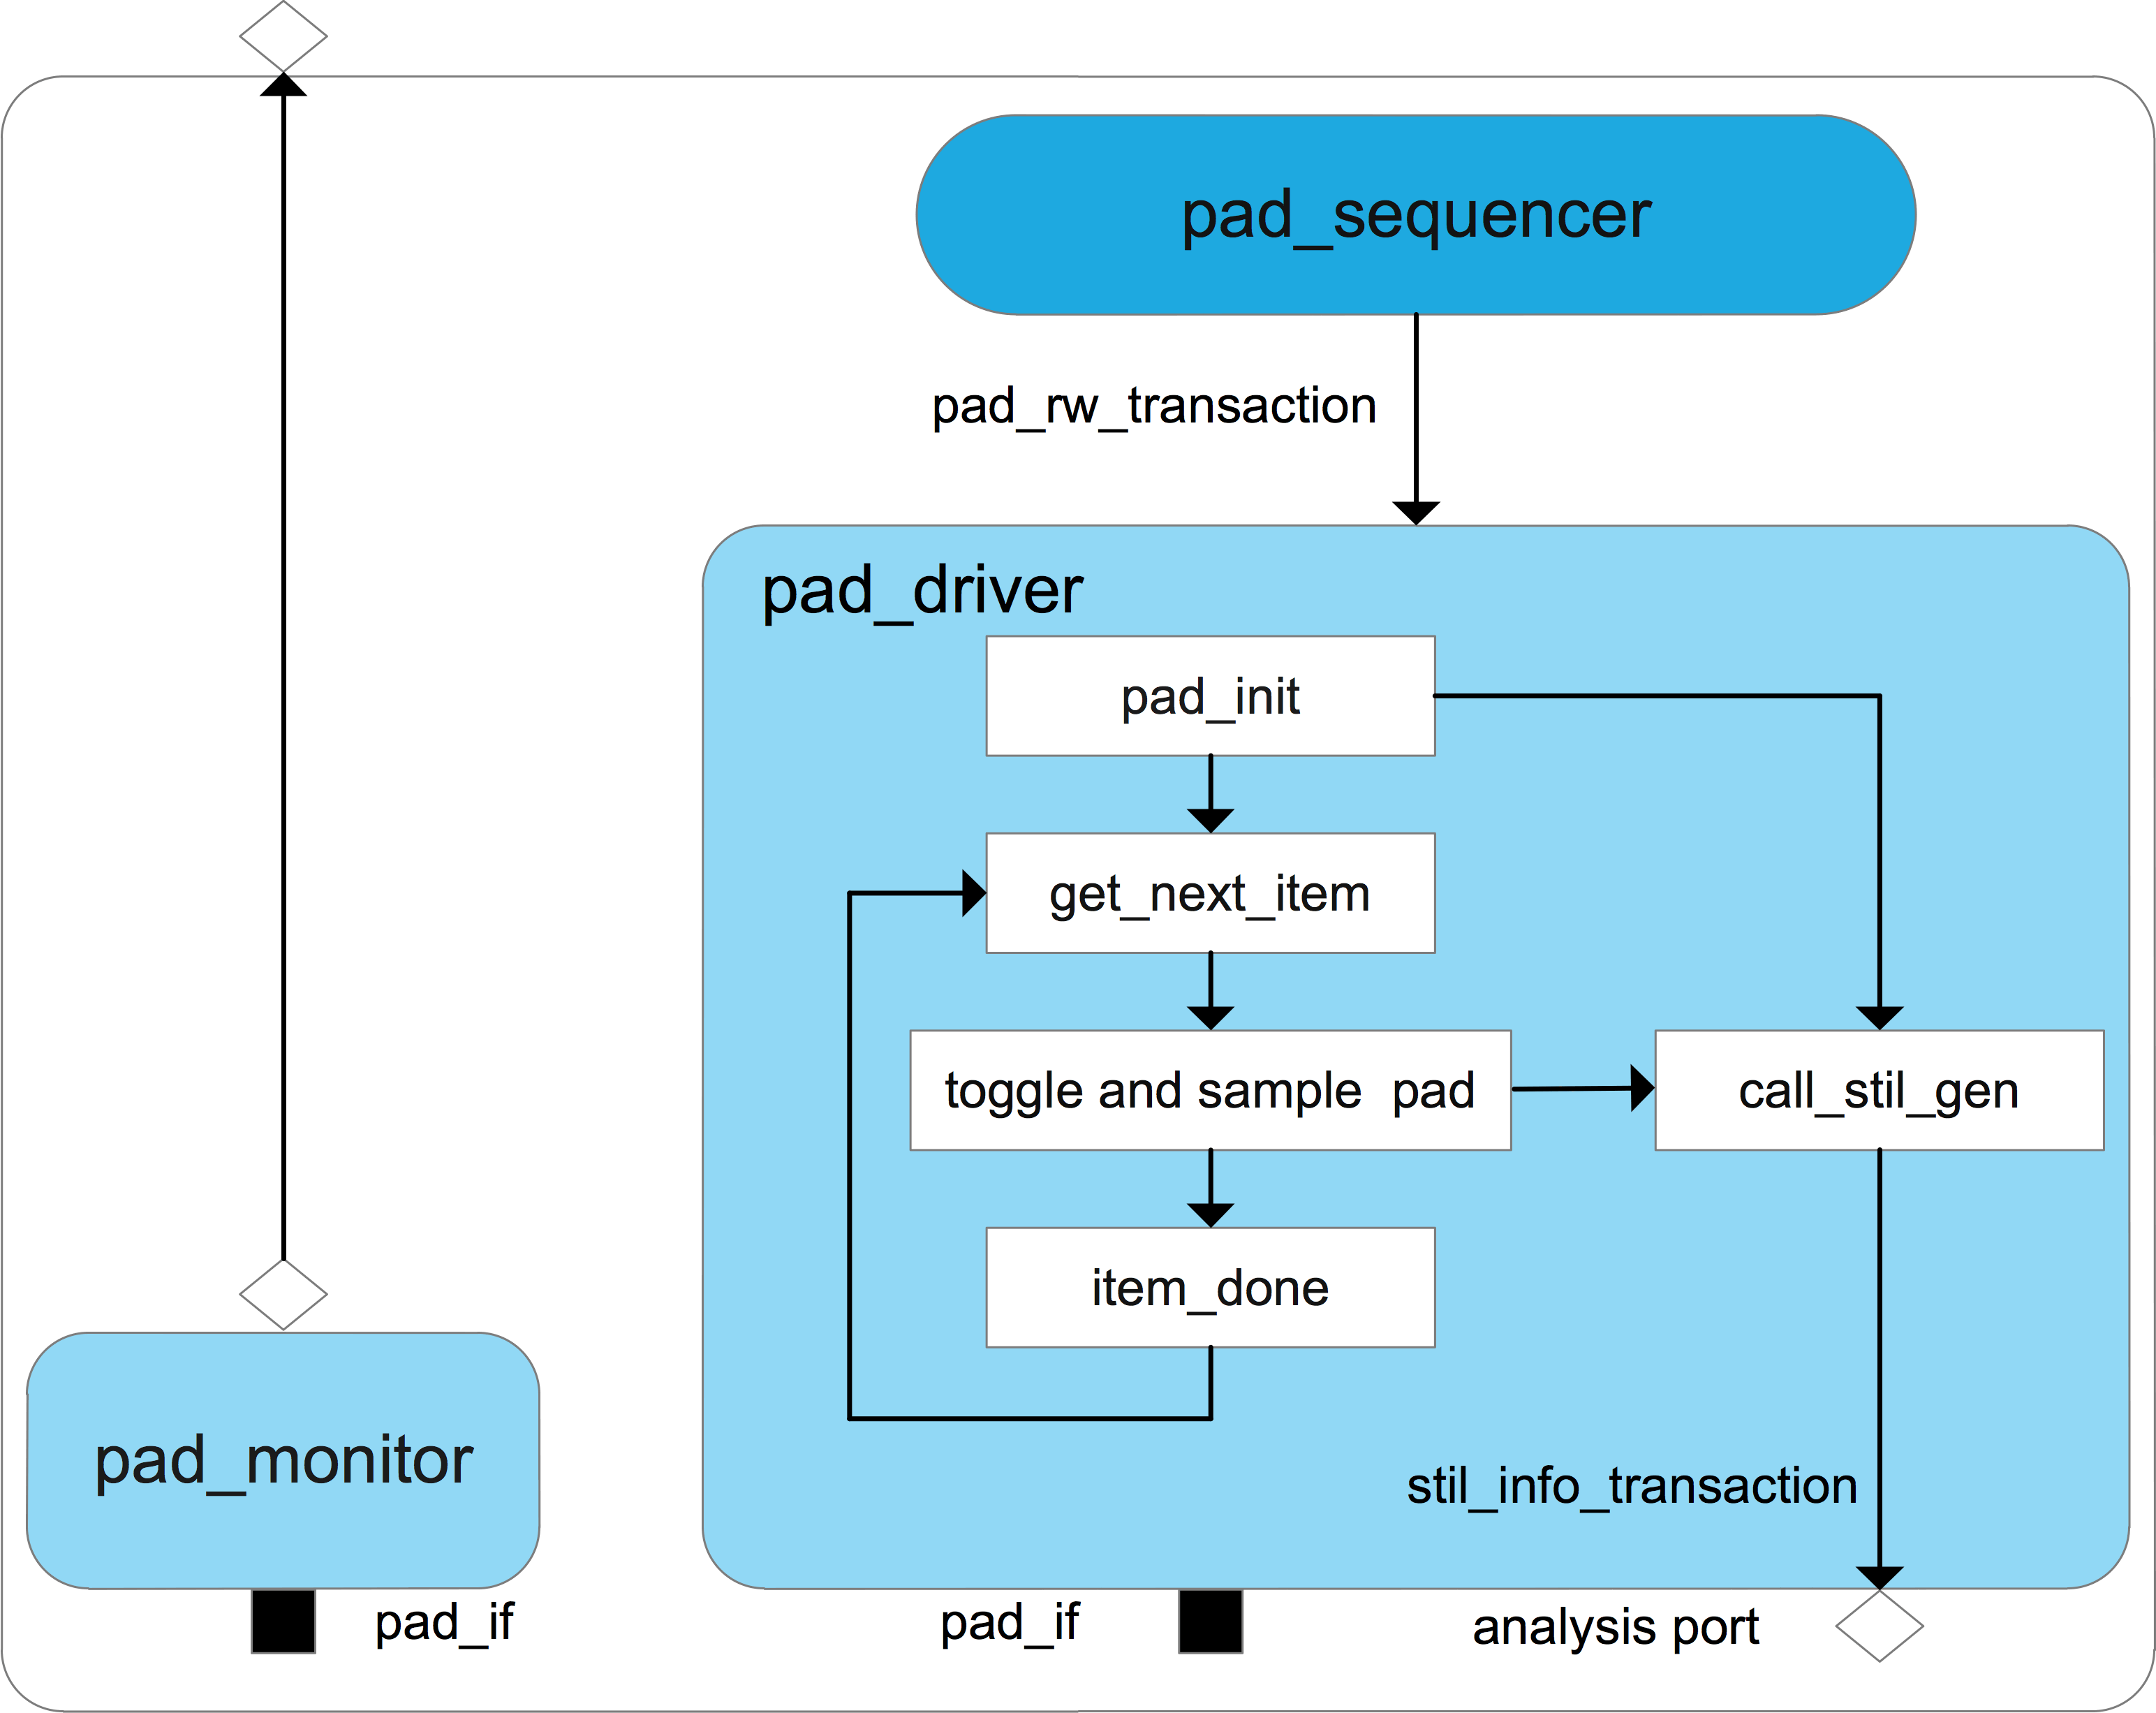 pad_sequencer
pad_rw_transaction
pad_driver
pad_init
get_next_item
toggle and sample  pad
call_stil_gen
item_done
pad_monitor
stil_info_transaction
pad_if
pad_if
analysis port